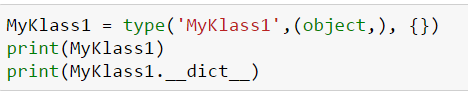 MyKlass1 = type('MyKlass1',(object,), {})
print(MyKlass1)
print(MyKlass1.__dict__)